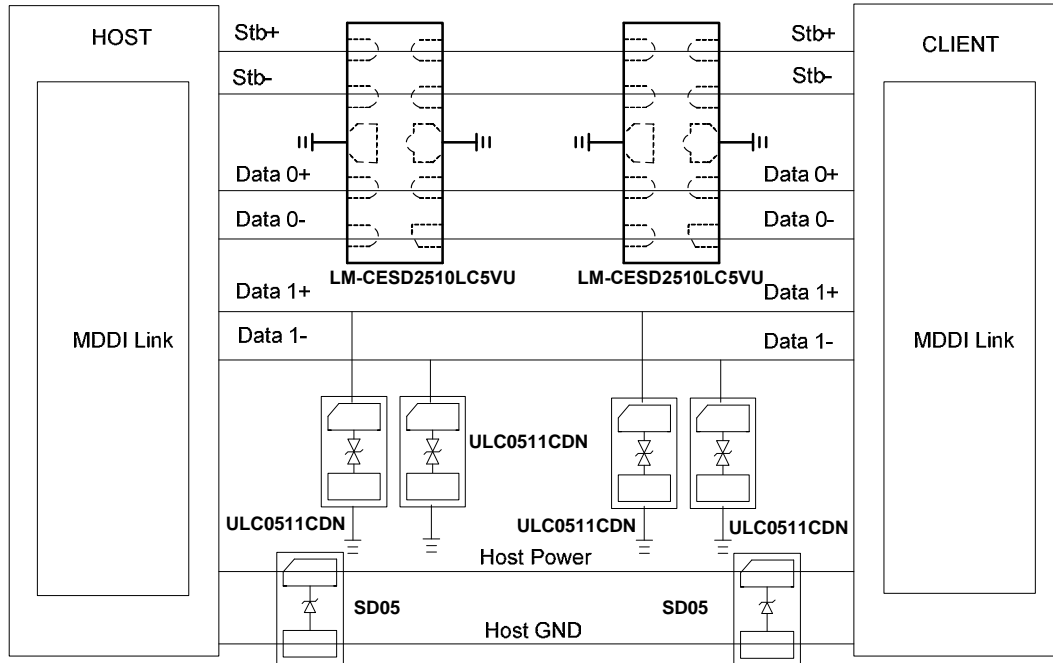 HOST
Stb+
Stb+
CLIENT
Stb-
Stb-
Data 0+
Data 0+
Data 0-
Data 0-
LM-CESD2510LC5VU
LM-CESD2510LC5VU
Data 1+
Data 1+
MDDI Link
Data 1-
Data 1-
MDDI Link
ULC0511CDN
ULC0511CDN
ULC0511CDN
ULC0511CDN
Host Power
SD05
SD05
Host GND